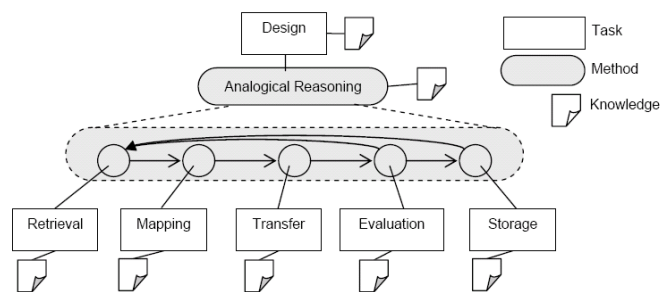 Design
Task
Analogical Reasoning
Method
Knowledge
Retrieval
Mapping
Transfer
Evaluation
Storage